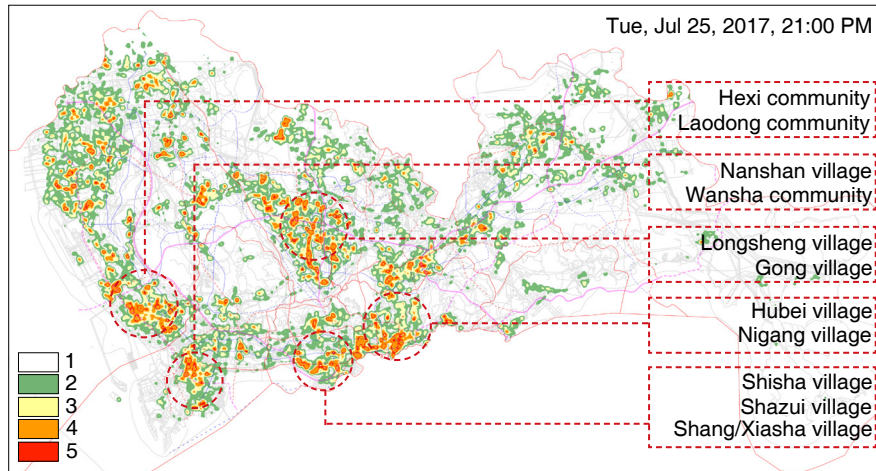 Tue, Jul 25, 2017, 21:00 PM
Hexi community
Laodong community
Nanshan village
Wansha community
Longsheng village
Gong village
Hubei village
Nigang village
Shisha village
Shazui village
Shang/Xiasha village
1
2
3
4
5